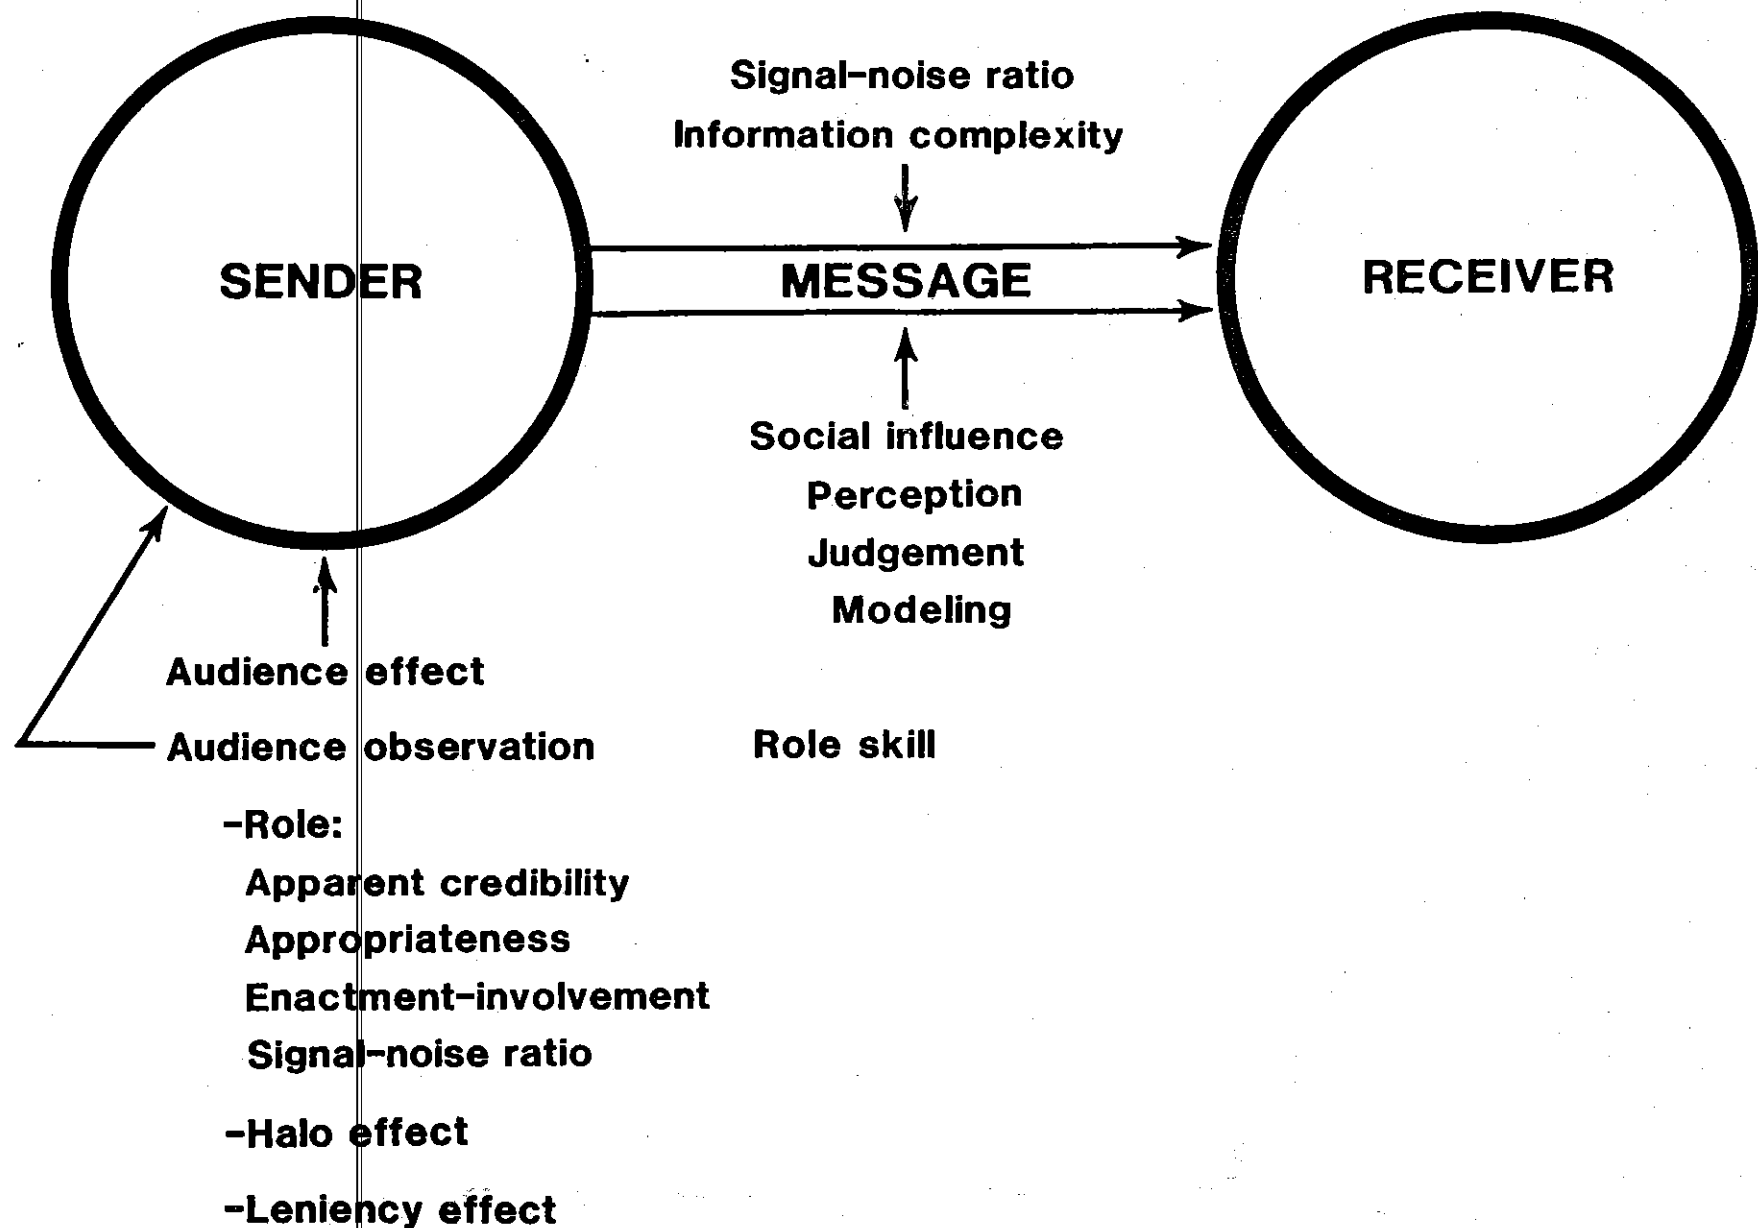 Signal-noise ratio
Information complexity
SENDER
MESSAGE
RECEIVER
Social influence
Perception
Judgement
Modeling
Audience effect
Audience observation
Role skill
-Role:
Apparent credibility
Appropriateness
Enactment-involvement
Signal-noise ratio
-Halo effect
-Leniency effect